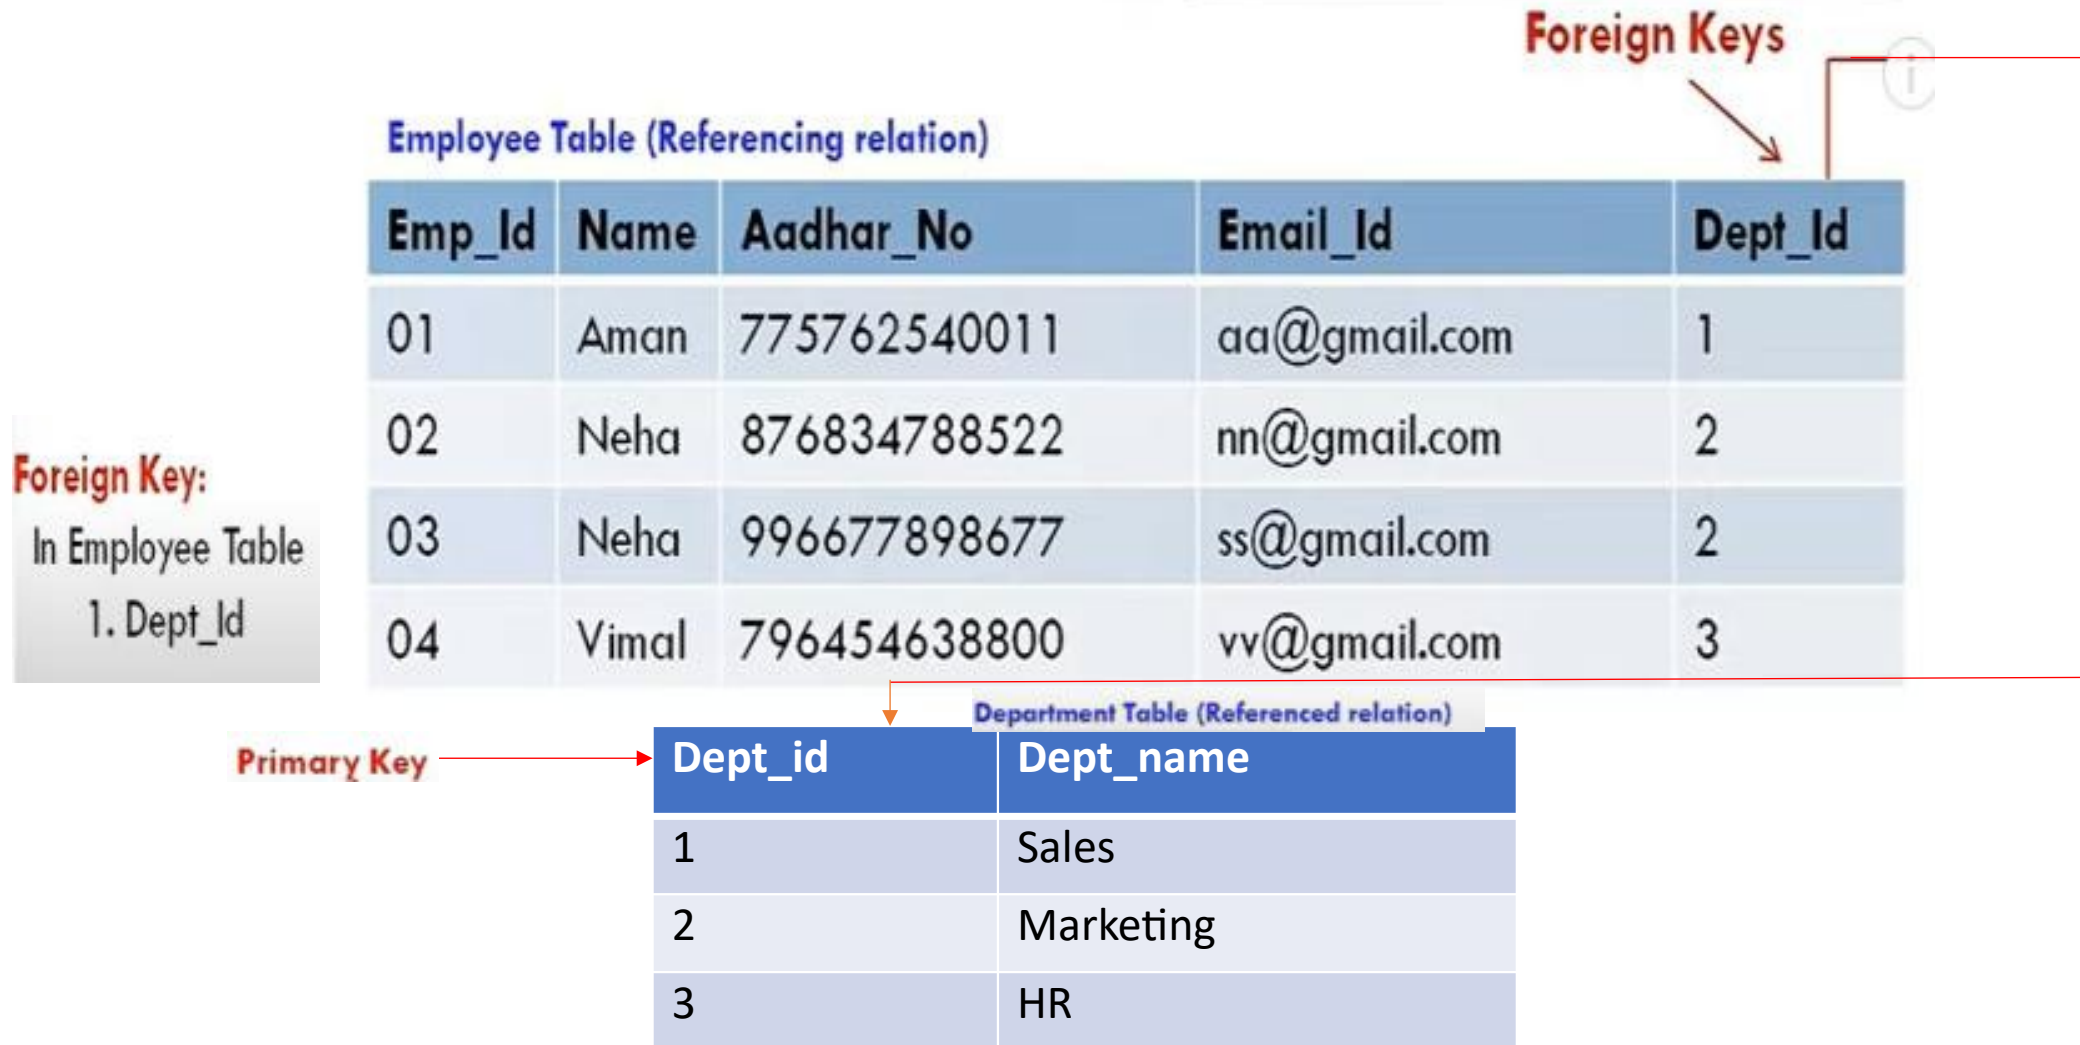 Foreign Keys
Employee Table (Referencing relation)
Emp_Id Name Aadhar_No Email_Id Dept_Id
01 Aman 775762540011 aa@gmail.com 1
02 Neha 876834788522 nn@gmail.com 2
03 Neha 996677898677 ss@gmail.com 2
04 Vimal 796454638800 vv@gmail.com 3
Foreign Key:
In Employee Table
1. Dept_Id
Department Table (Referenced relation)
Primary Key
Dept_id Dept_name
1 Sales
2 Marketing
3 HR